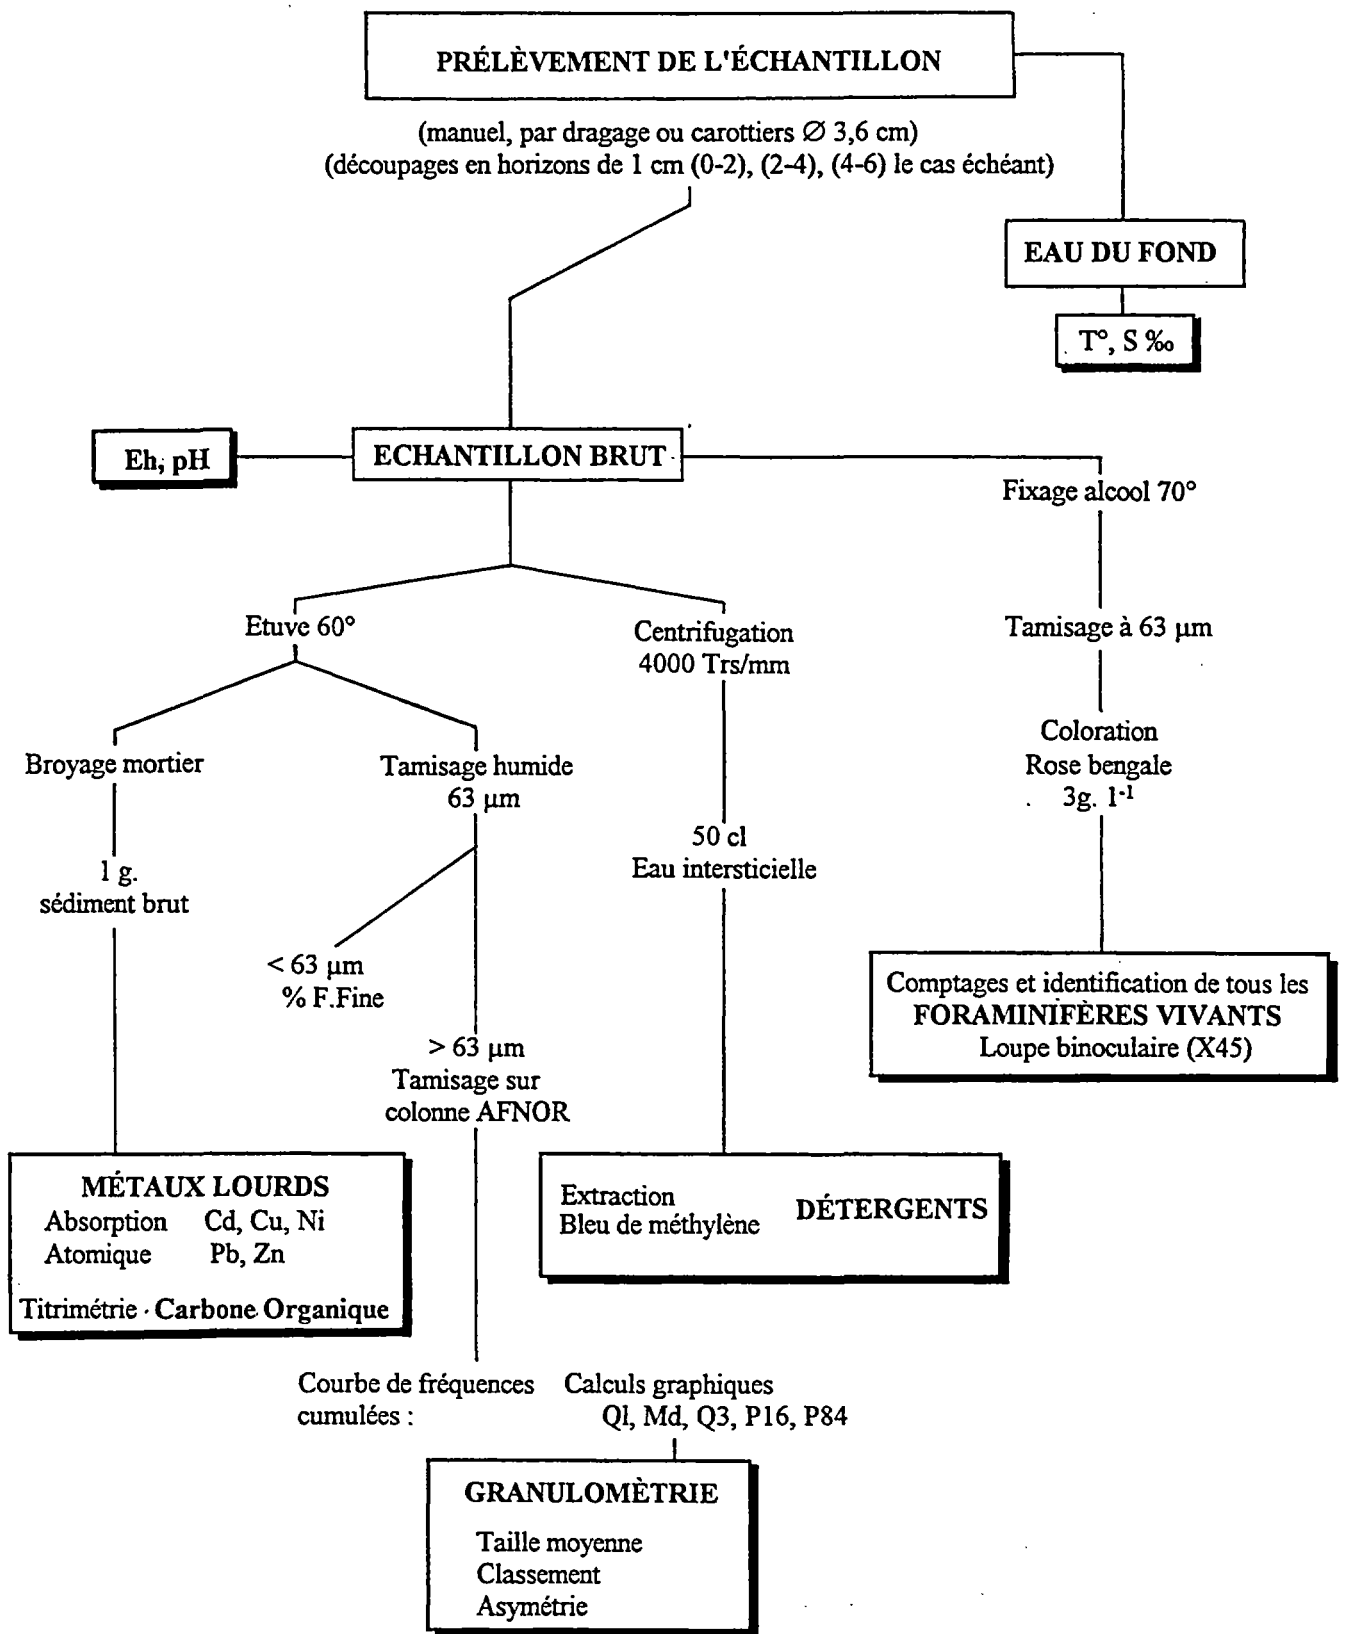 PRÉLÈVEMENT DE L'ÉCHANTILLON
(manuel, par dragage ou carottiers Ø 3,6 cm)
(découpages en horizons de 1 cm (0-2), (2-4), (4-6) le cas échéant)
EAU DU FOND
T°, S ‰
Eh, pH
ECHANTILLON BRUT
Fixage alcool 70°
Etuve 60°
Centrifugation
4000 Trs/mm
Tamisage à 63 µm
Broyage mortier
Tamisage humide
63 µm
Coloration
Rose bengale
3g. l⁻¹
1 g.
sédiment brut
50 cl
Eau intersticielle
< 63 µm
% F.Fine
> 63 µm
Tamisage sur
colonne AFNOR
Comptages et identification de tous les
FORAMINIFÈRES VIVANTS
Loupe binoculaire (X45)
MÉTAUX LOURDS
Absorption Cd, Cu, Ni
Atomique Pb, Zn
Titrimétrie . Carbone Organique
Extraction
Bleu de méthylène
DÉTERGENTS
Courbe de fréquences
cumulées :
Calculs graphiques
Ql, Md, Q3, P16, P84
GRANULOMÈTRIE
Taille moyenne
Classement
Asymétrie